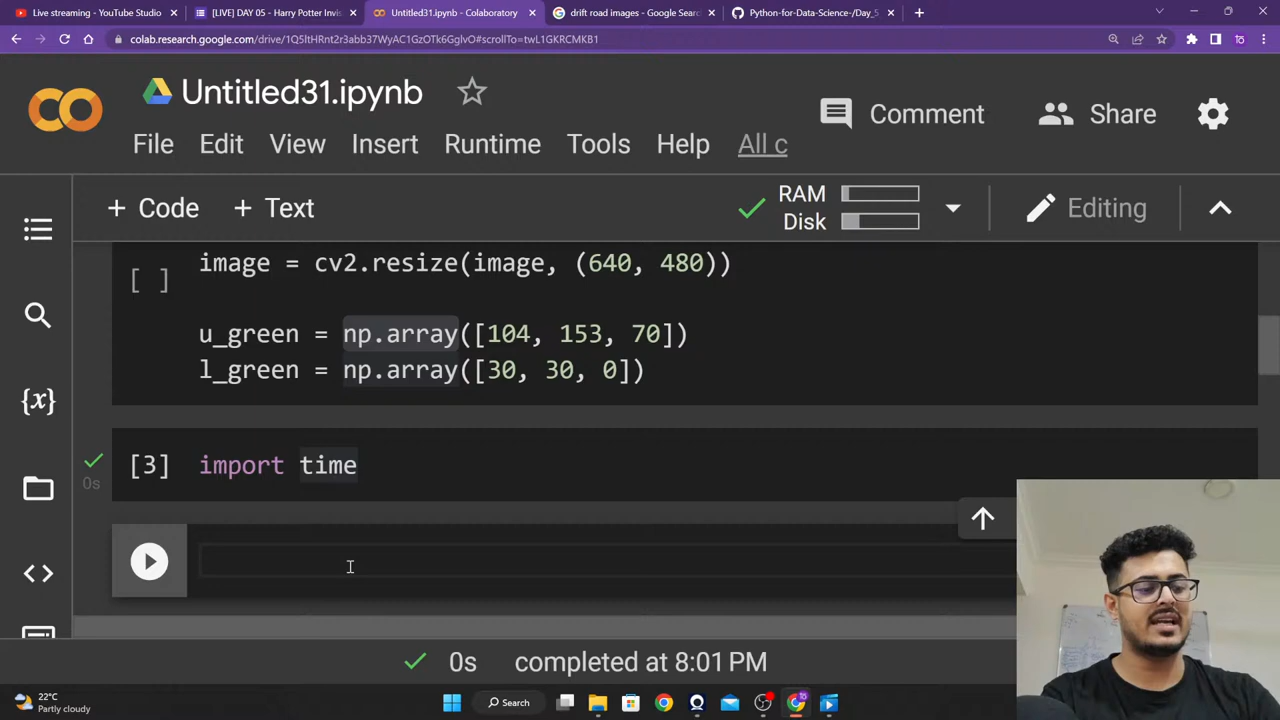 Live streaming - YouTube Studio
[LIVE] DAY 05 - Harry Potter Invis
Untitled31.ipynb - Colaboratory
drift road images - Google Searc
Python-for-Data-Science-/Day_5
colab.research.google.com/drive/1Q5ltHRnt2r3abb37WyAC1GzOTk6GglvO#scrollTo=twL1GKRCMKB1
Untitled31.ipynb
Comment
Share
File Edit View Insert Runtime Tools Help All c
+ Code + Text
RAM
Disk
Editing
image = cv2.resize(image, (640, 480))
[ ]
u_green = np.array([104, 153, 70])
l_green = np.array([30, 30, 0])
[3] import time
0s
{x}
0s completed at 8:01 PM
22°C
Partly cloudy
Search